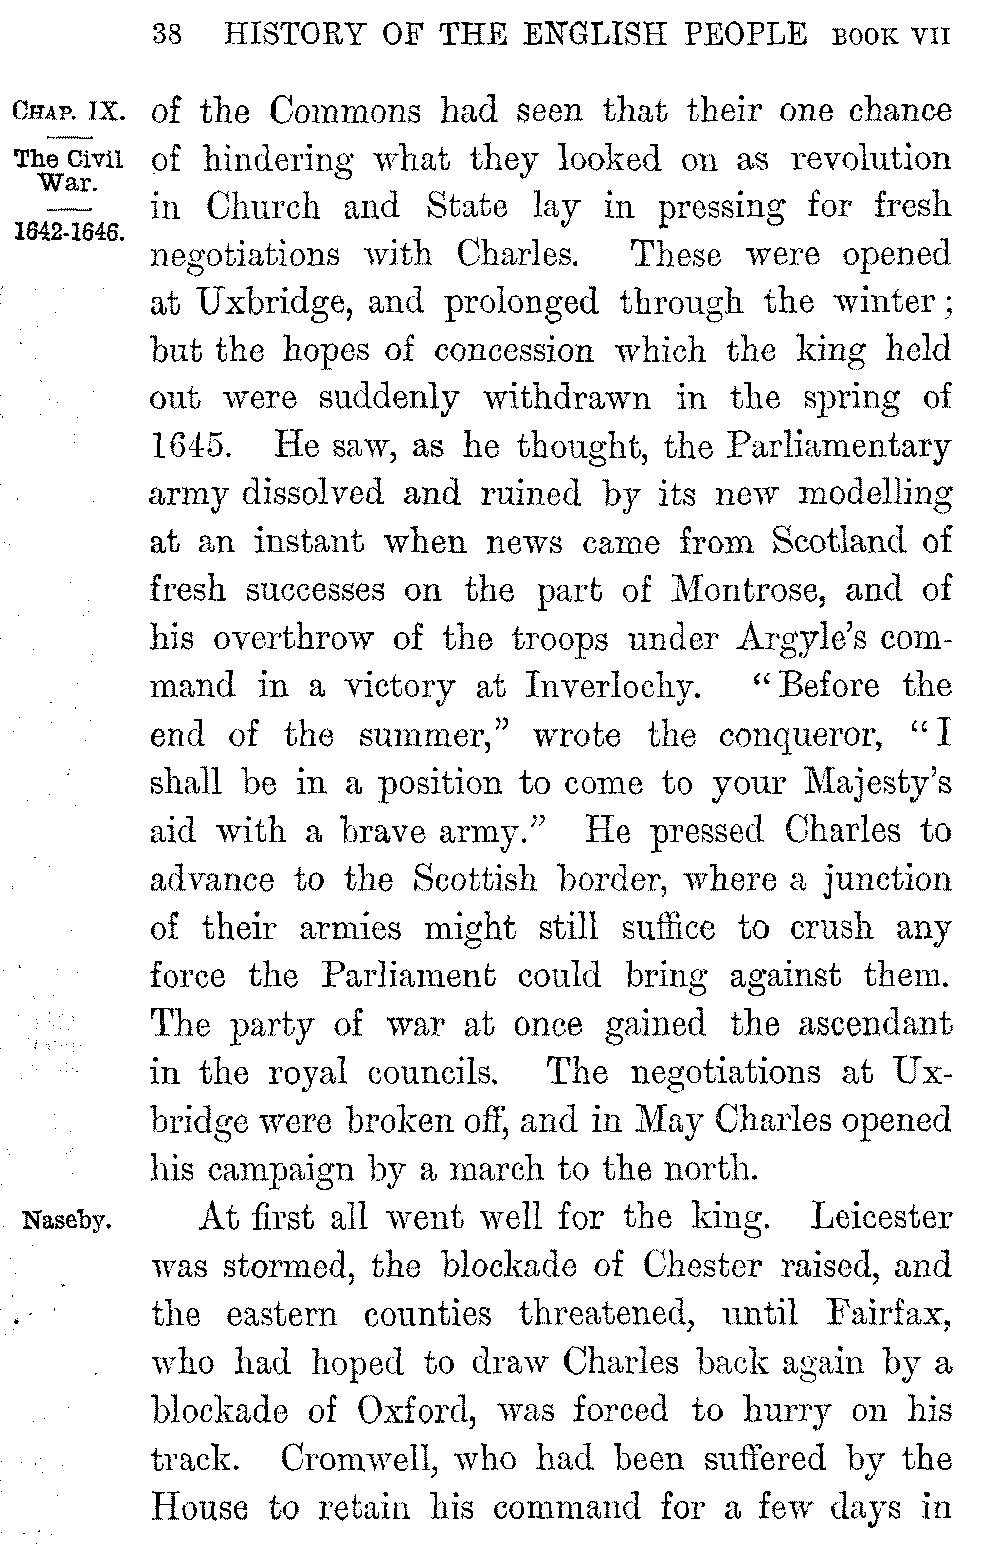 38 HISTORY OF THE ENGLISH PEOPLE BOOK VII
CHAP. IX.
The Civil
War.
1642-1646.
of the Commons had seen that their one chance
of hindering what they looked on as revolution
in Church and State lay in pressing for fresh
negotiations with Charles. These were opened
at Uxbridge, and prolonged through the winter;
but the hopes of concession which the king held
out were suddenly withdrawn in the spring of
1645. He saw, as he thought, the Parliamentary
army dissolved and ruined by its new modelling
at an instant when news came from Scotland of
fresh successes on the part of Montrose, and of
his overthrow of the troops under Argyle's com-
mand in a victory at Inverlochy. "Before the
end of the summer," wrote the conqueror, "I
shall be in a position to come to your Majesty's
aid with a brave army." He pressed Charles to
advance to the Scottish border, where a junction
of their armies might still suffice to crush any
force the Parliament could bring against them.
The party of war at once gained the ascendant
in the royal councils. The negotiations at Ux-
bridge were broken off, and in May Charles opened
his campaign by a march to the north.
Naseby.
At first all went well for the king. Leicester
was stormed, the blockade of Chester raised, and
the eastern counties threatened, until Fairfax,
who had hoped to draw Charles back again by a
blockade of Oxford, was forced to hurry on his
track. Cromwell, who had been suffered by the
House to retain his command for a few days in